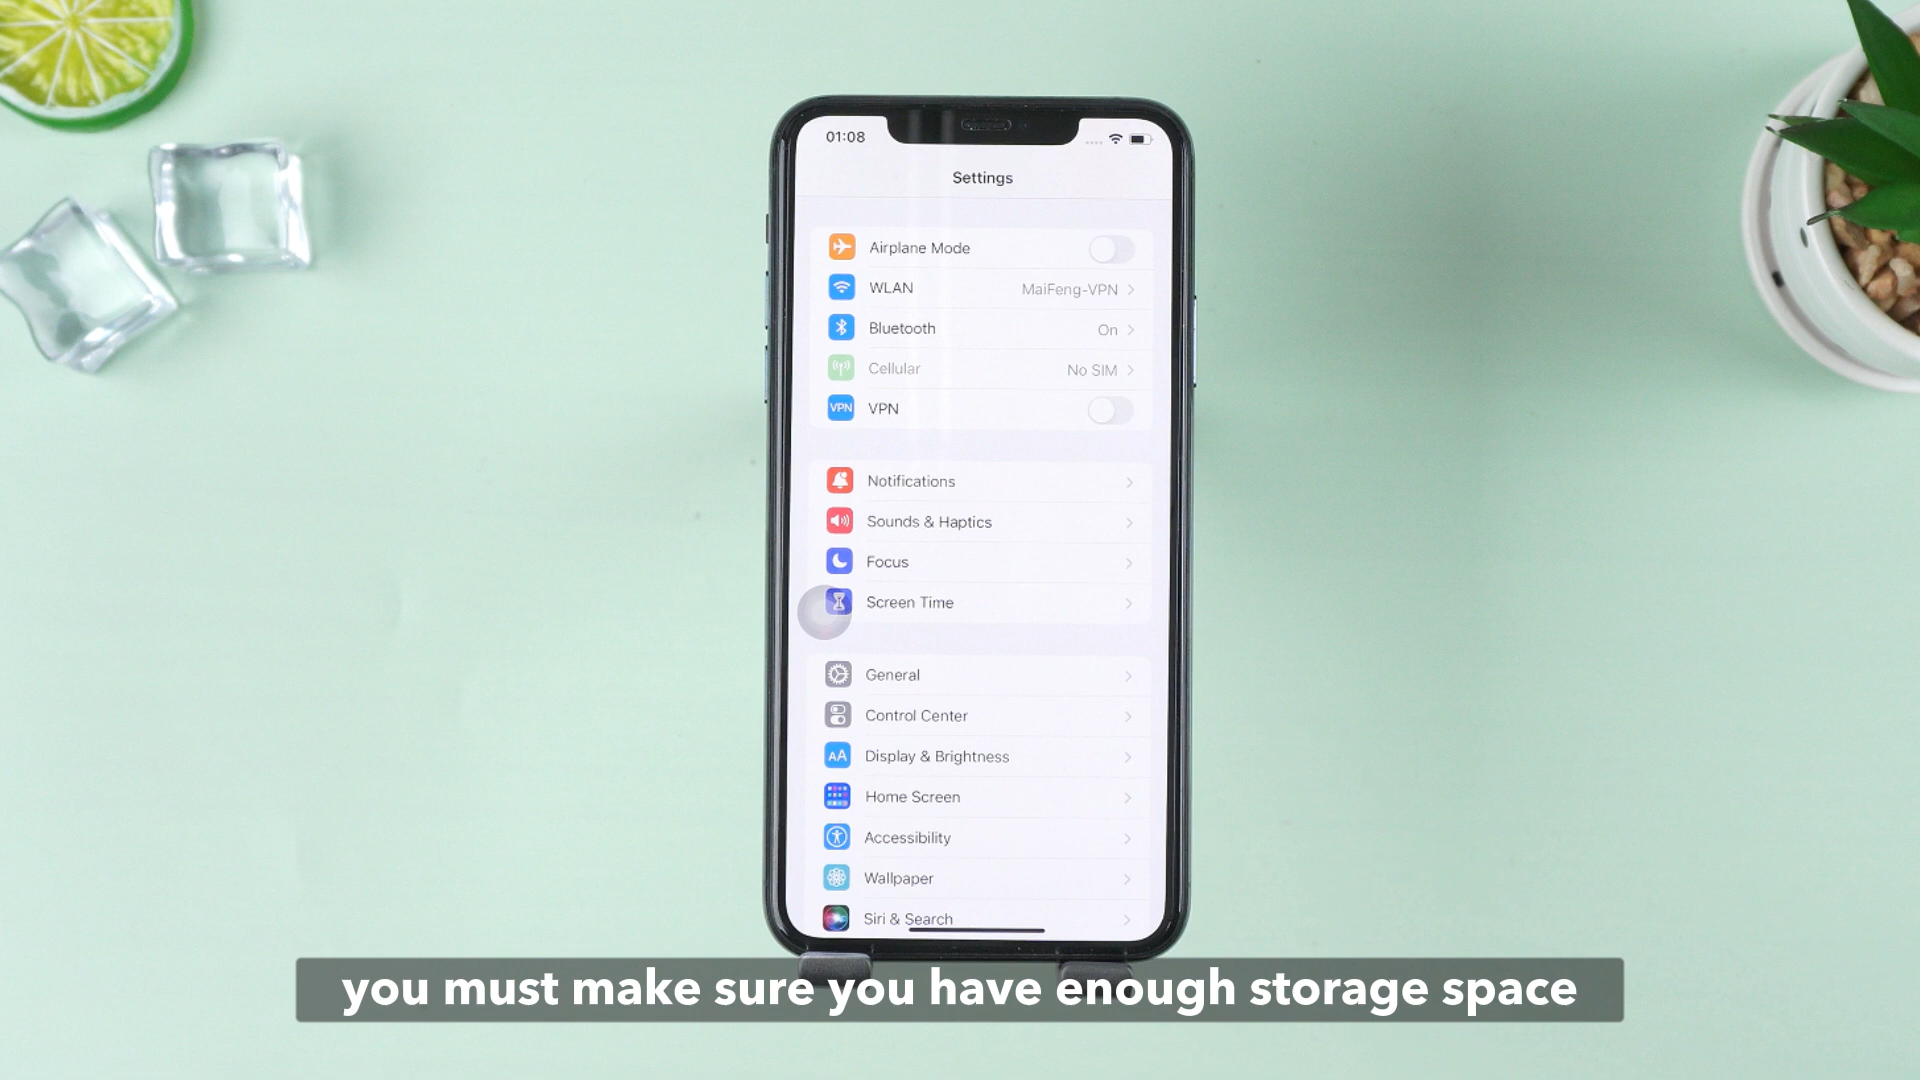 01:08
Settings
Airplane Mode
WLAN MaiFeng-VPN
Bluetooth On
Cellular No SIM
VPN VPN
Notifications
Sounds & Haptics
Focus
Screen Time
General
Control Center
AA Display & Brightness
Home Screen
Accessibility
Wallpaper
Siri & Search
you must make sure you have enough storage space